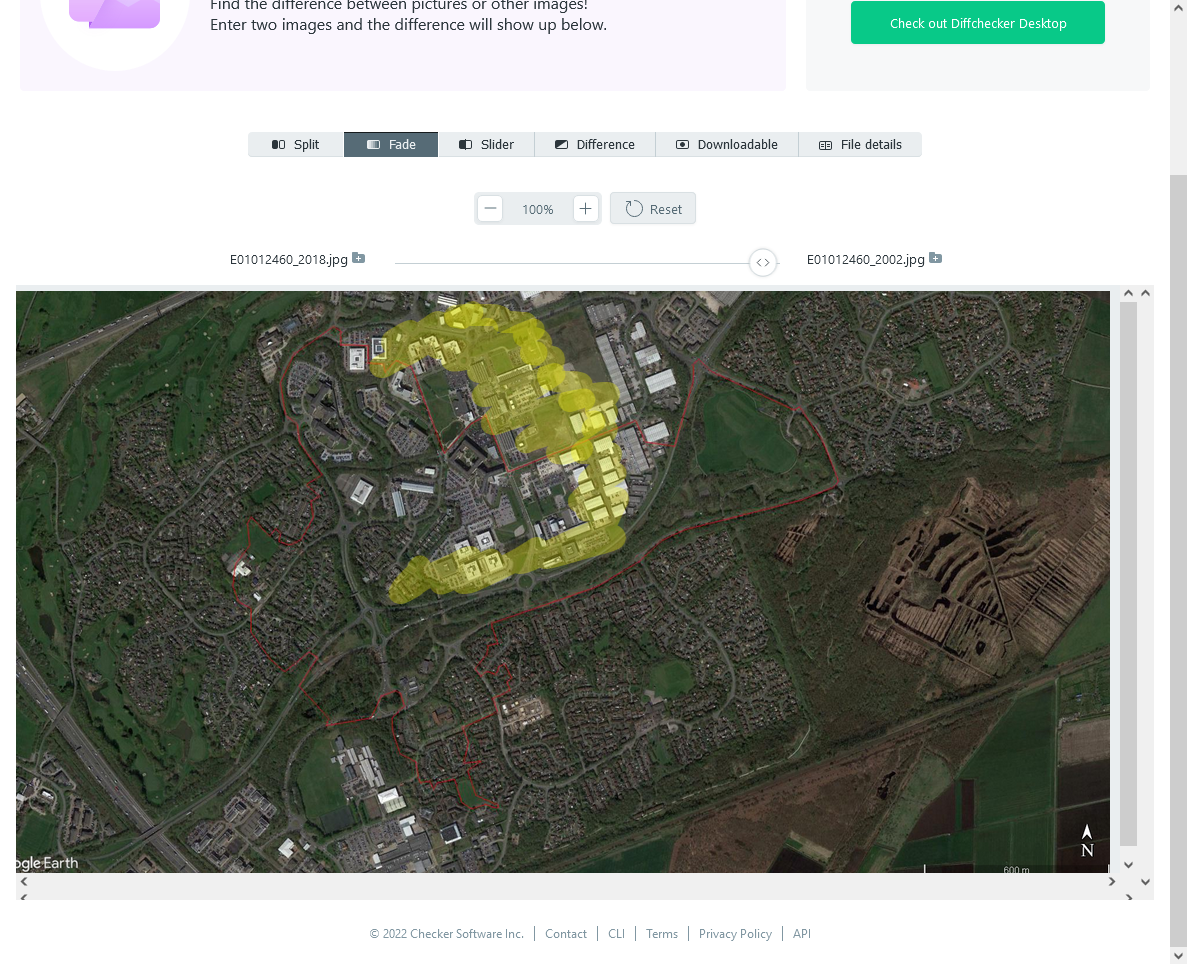 Find the difference between pictures or other images!
Enter two images and the difference will show up below.
Check out Diffchecker Desktop
Split
Fade
Slider
Difference
Downloadable
File details
100%
Reset
E01012460_2018.jpg
E01012460_2002.jpg
N
ogle Earth
600 m
© 2022 Checker Software Inc.
Contact
CLI
Terms
Privacy Policy
API